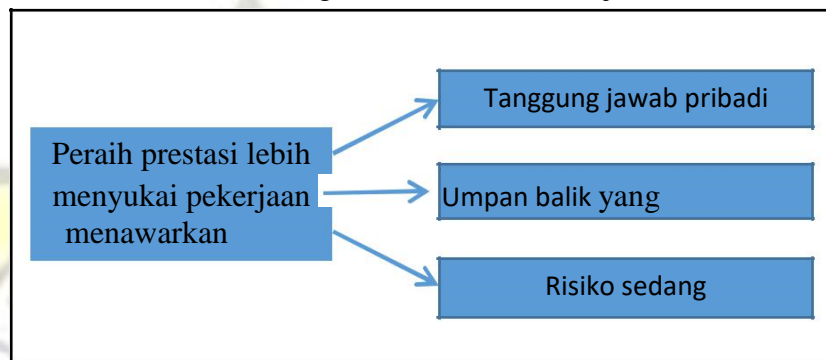 Peraih prestasi lebih
menyukai pekerjaan
menawarkan
Tanggung jawab pribadi
Umpan balik yang
Risiko sedang